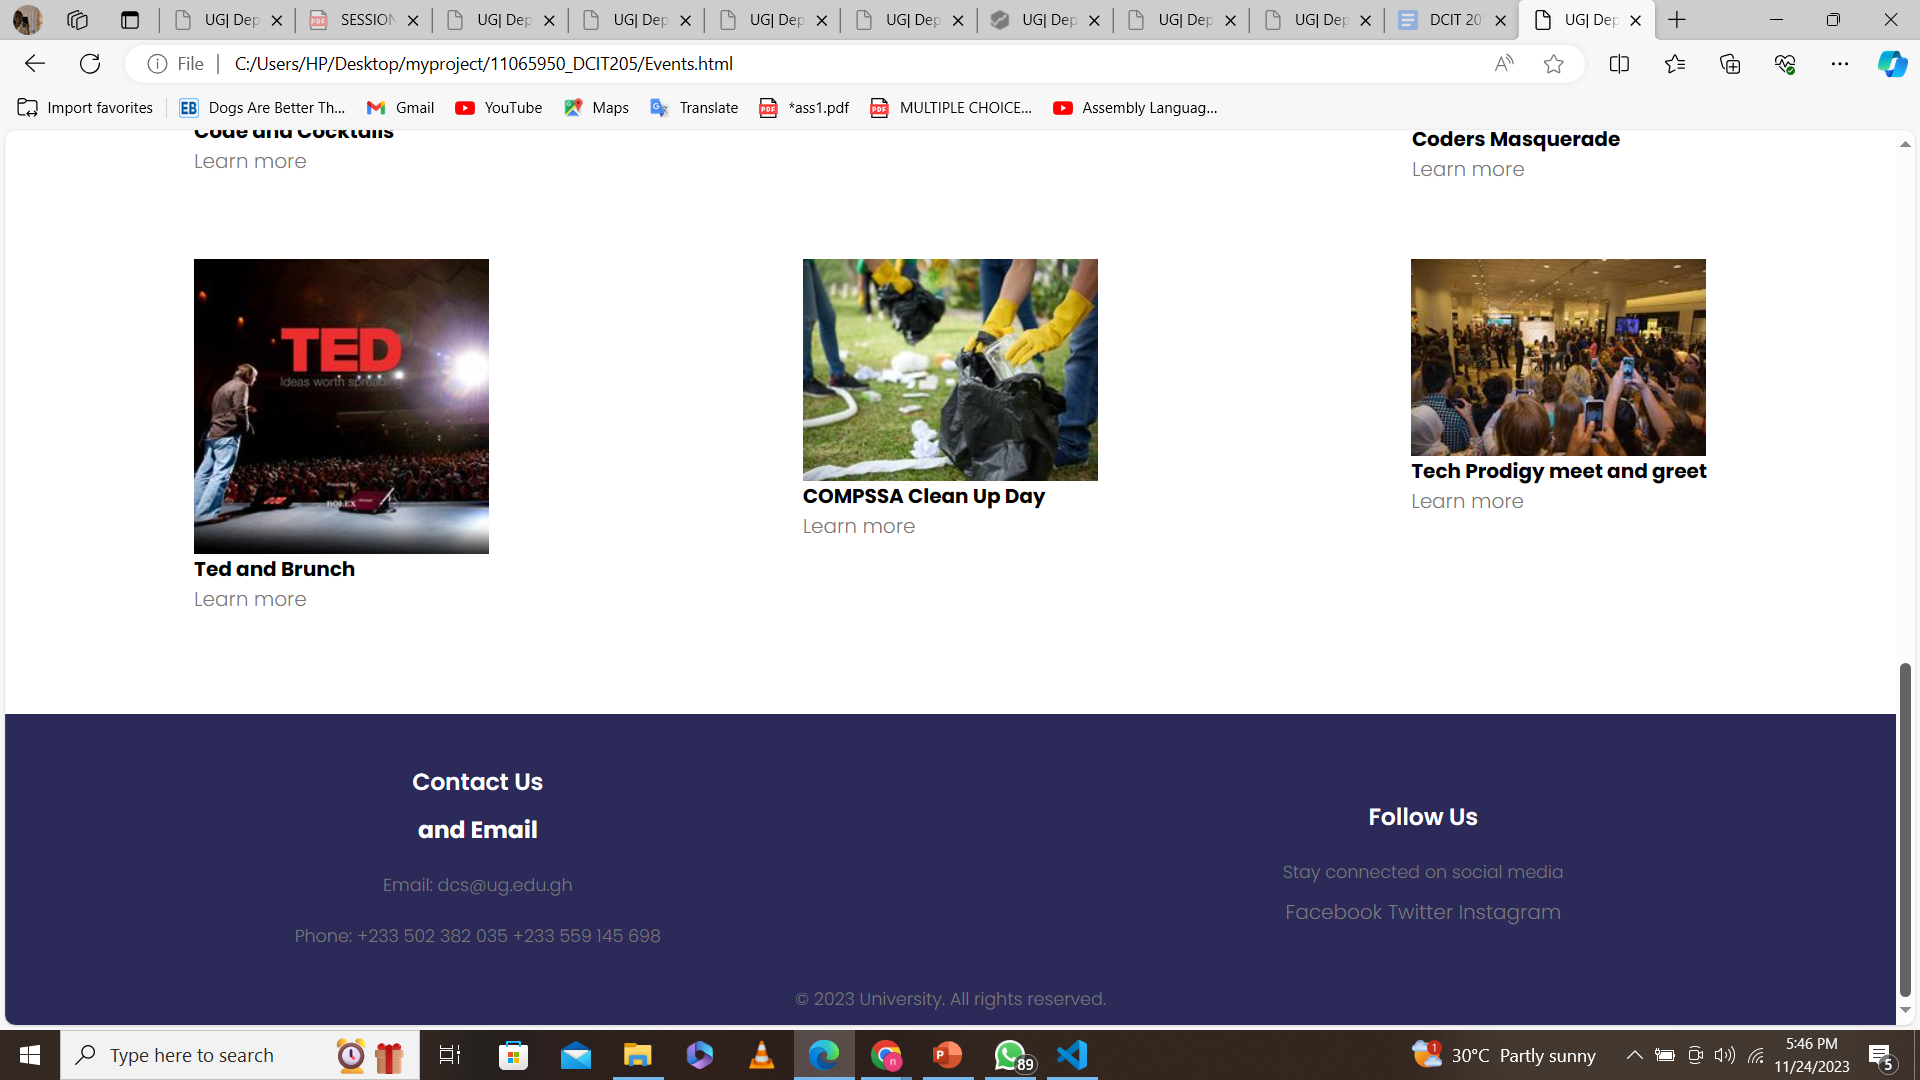 UG| Dep
SESSION
UG| Dep
UG| Dep
UG| Dep
UG| Dep
UG| Dep
UG| Dep
UG| Dep
DCIT 20
UG| Dep
File
C:/Users/HP/Desktop/myproject/11065950_DCIT205/Events.html
Import favorites
EB
Dogs Are Better Th...
Gmail
YouTube
Maps
Translate
*ass1.pdf
MULTIPLE CHOICE...
Assembly Languag...
Code and Cocktails
Learn more
Coders Masquerade
Learn more
TED
Ideas worth spreading
Presented by
ROLEX
Ted and Brunch
Learn more
COMPSSA Clean Up Day
Learn more
Tech Prodigy meet and greet
Learn more
Contact Us
and Email
Email: dcs@ug.edu.gh
Phone: +233 502 382 035 +233 559 145 698
Follow Us
Stay connected on social media
Facebook Twitter Instagram
© 2023 University. All rights reserved.
Type here to search
89
1
30°C Partly sunny
5:46 PM
11/24/2023
5